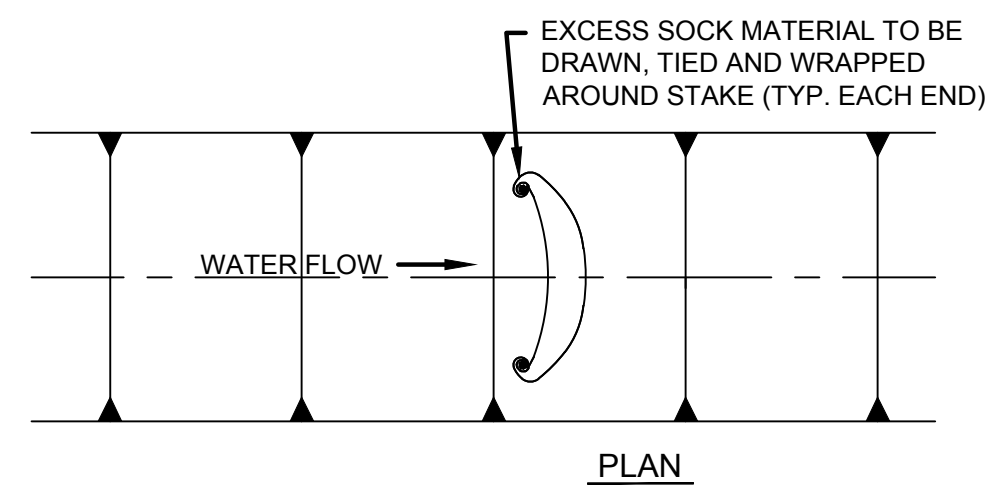 EXCESS SOCK MATERIAL TO BE
DRAWN, TIED AND WRAPPED
AROUND STAKE (TYP. EACH END)
WATER FLOW
PLAN